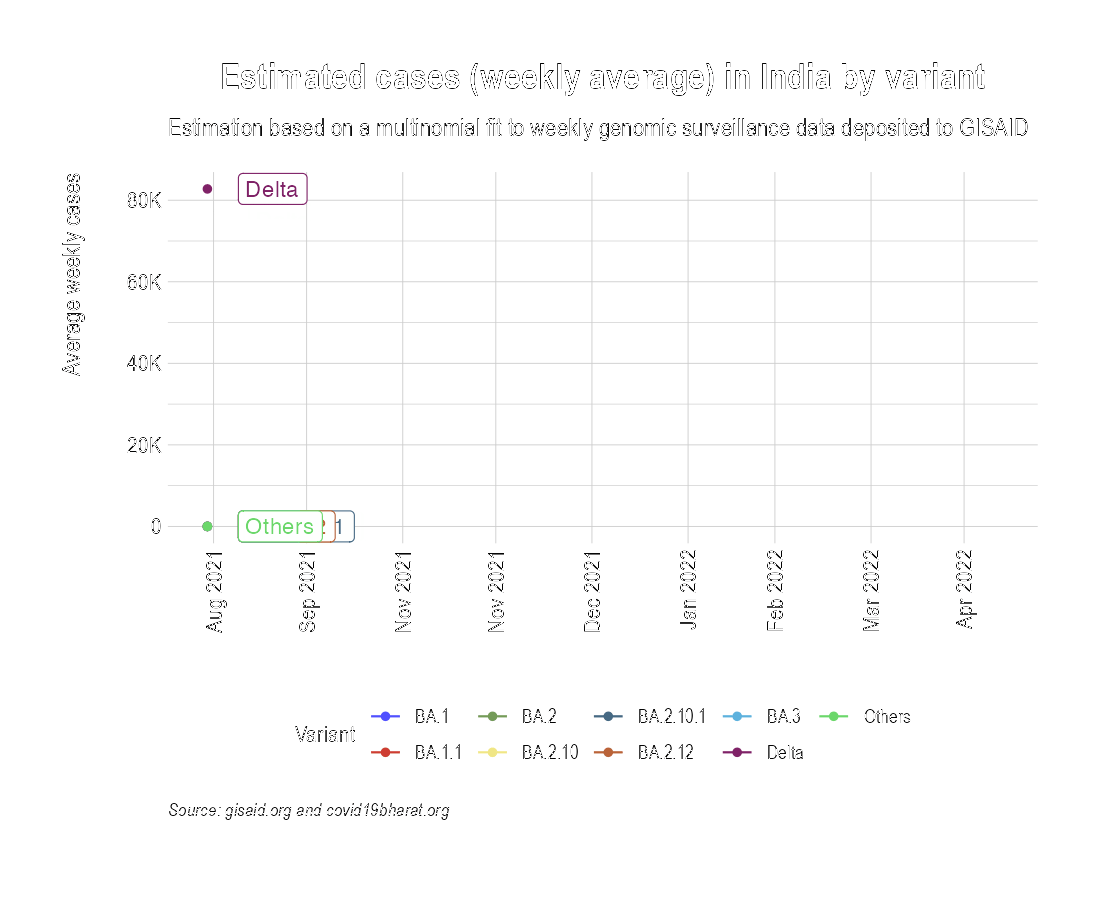 Estimated cases (weekly average) in India by variant
Estimation based on a multinomial fit to weekly genomic surveillance data deposited to GISAID
Average weekly cases
80K
60K
40K
20K
0
Delta
Others 2 1
Aug 2021
Sep 2021
Nov 2021
Nov 2021
Dec 2021
Jan 2022
Feb 2022
Mar 2022
Apr 2022
Variant
BA.1
BA.2
BA.2.10.1
BA.3
Others
BA.1.1
BA.2.10
BA.2.12
Delta
Source: gisaid.org and covid19bharat.org